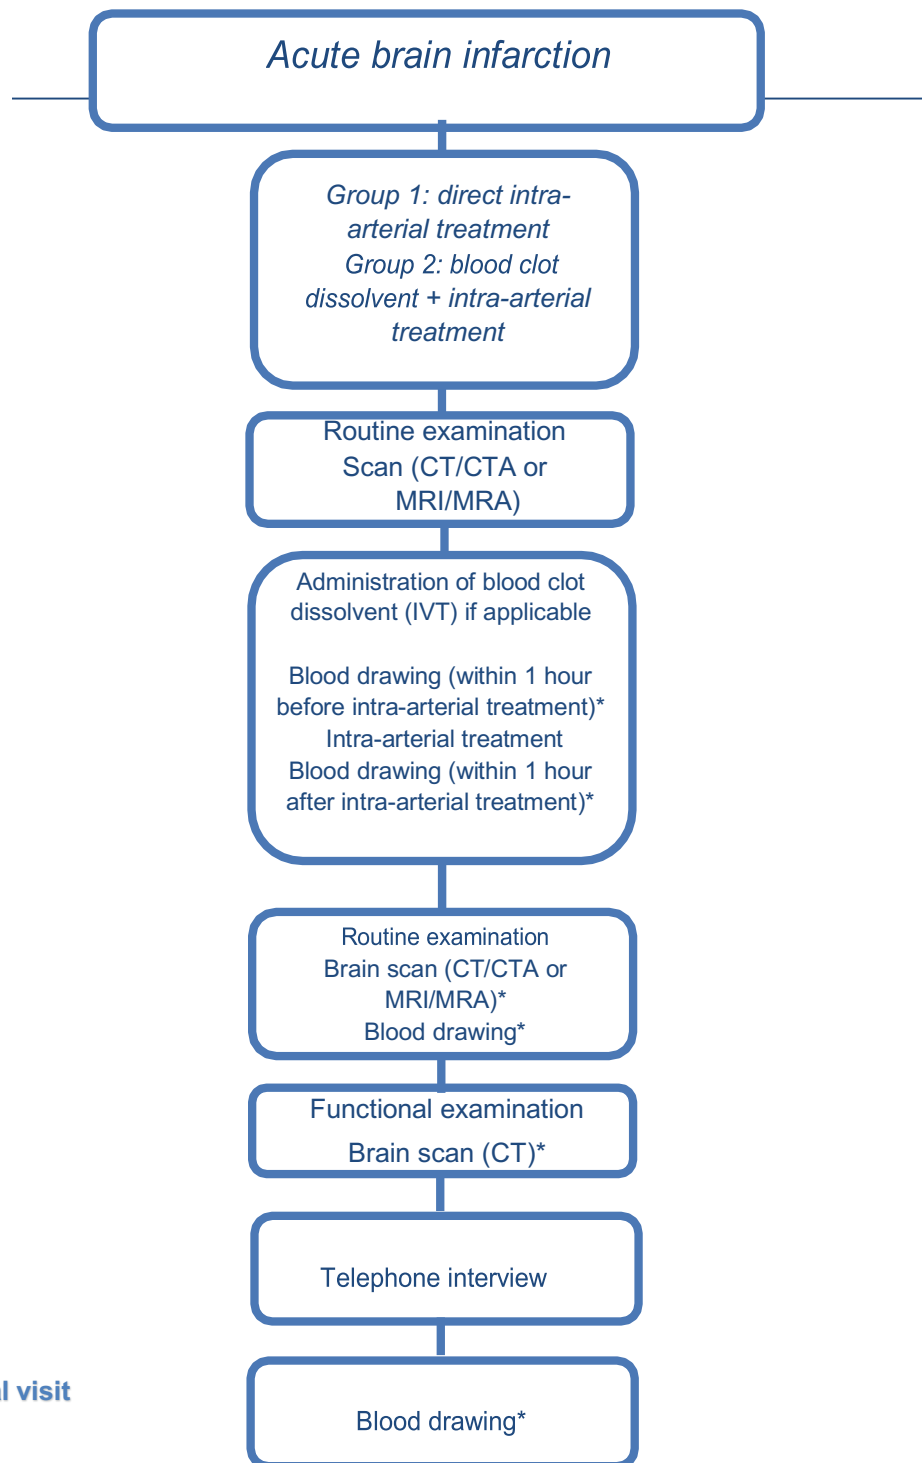 Acute brain infarction
Group 1: direct intra-
arterial treatment
Group 2: blood clot
dissolvent + intra-arterial
treatment
Routine examination
Scan (CT/CTA or
MRI/MRA)
Administration of blood clot
dissolvent (IVT) if applicable
Blood drawing (within 1 hour
before intra-arterial treatment)*
Intra-arterial treatment
Blood drawing (within 1 hour
after intra-arterial treatment)*
Routine examination
Brain scan (CT/CTA or
MRI/MRA)*
Blood drawing*
Functional examination
Brain scan (CT)*
Telephone interview
visit
Blood drawing*